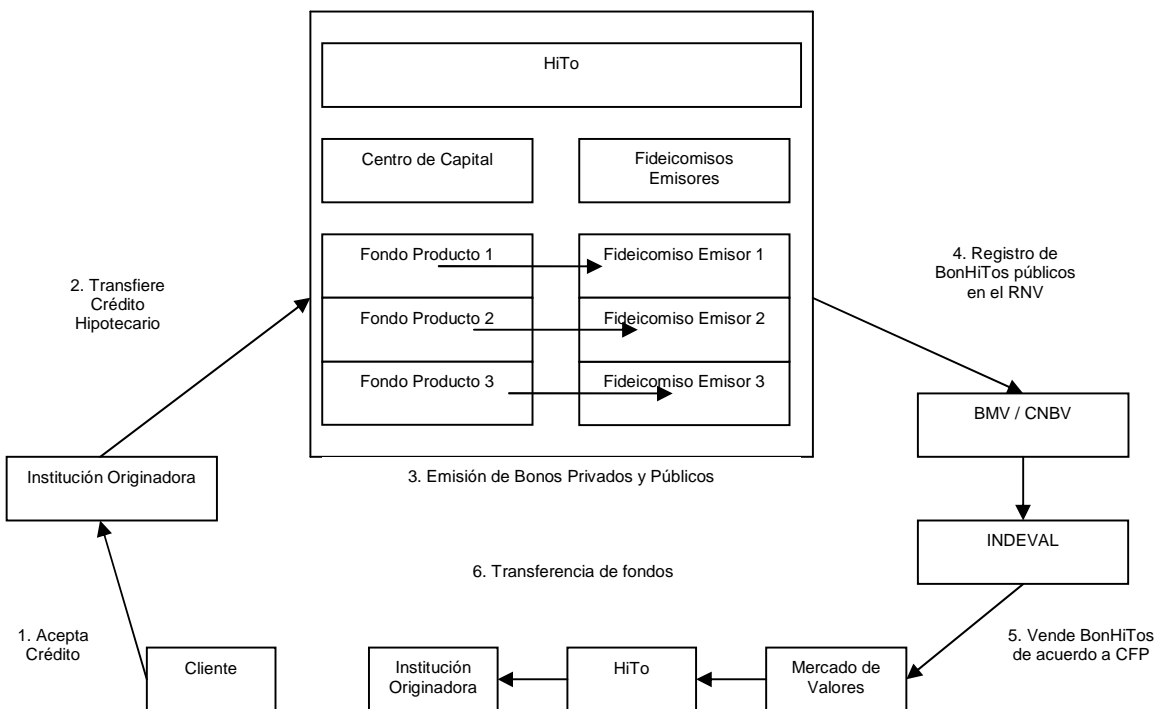 HiTo
Centro de Capital
Fideicomisos
Emisores
Fondo Producto 1
Fideicomiso Emisor 1
Fondo Producto 2
Fideicomiso Emisor 2
Fondo Producto 3
Fideicomiso Emisor 3
2. Transfiere
Crédito
Hipotecario
4. Registro de
BonHiTos públicos
en el RNV
BMV / CNBV
Institución Originadora
3. Emisión de Bonos Privados y Públicos
INDEVAL
6. Transferencia de fondos
1. Acepta
Crédito
5. Vende BonHiTos
de acuerdo a CFP
Cliente
Institución
Originadora
HiTo
Mercado de
Valores